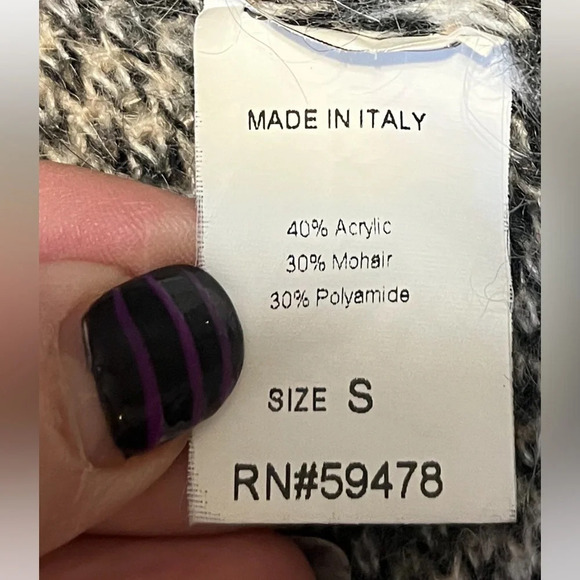 MADE IN ITALY
40% Acrylic
30% Mohair
30% Polyamide
SIZE S
RN#59478